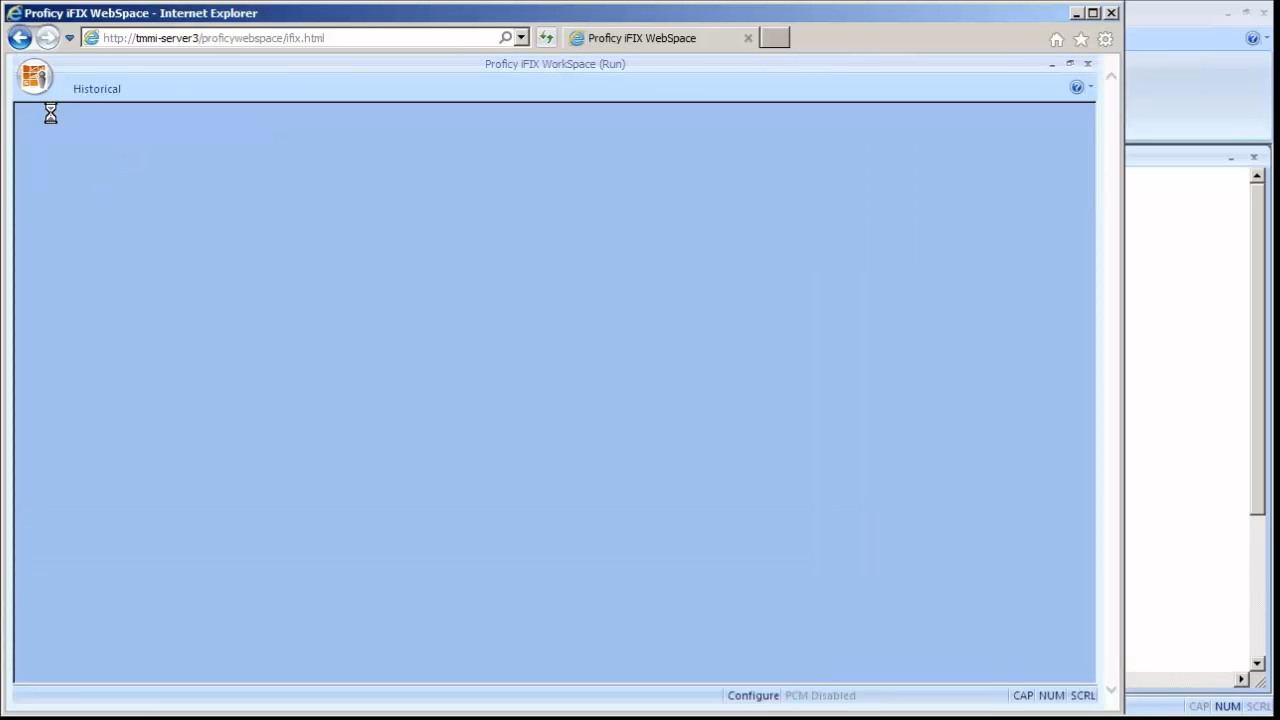 Proficy iFIX WebSpace - Internet Explorer
http://tmmi-server3/proficywebspace/ifix.html
Proficy iFIX WebSpace
Proficy iFIX WorkSpace (Run)
Historical
Configure PCM Disabled CAP NUM SCRL
CAP NUM SCRL